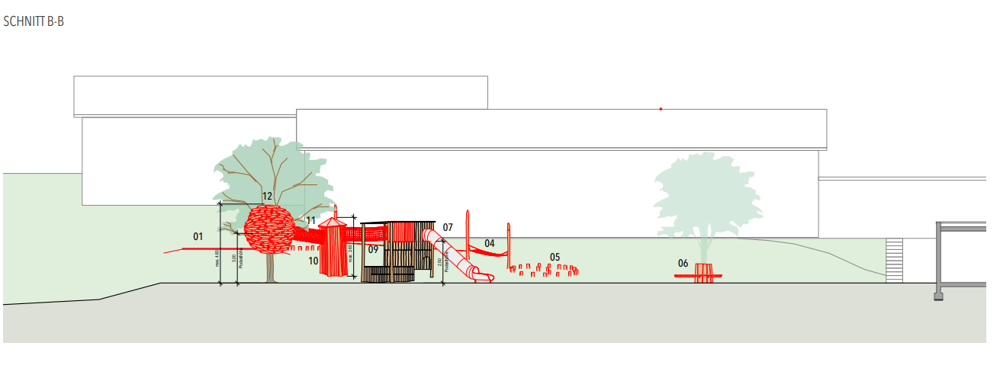 SCHNITT B-B
12
11
01
10
09
07
04
05
06
max. 4.80
3.00
Podesthöhe
max. 3.60
2.50
Podesthöhe